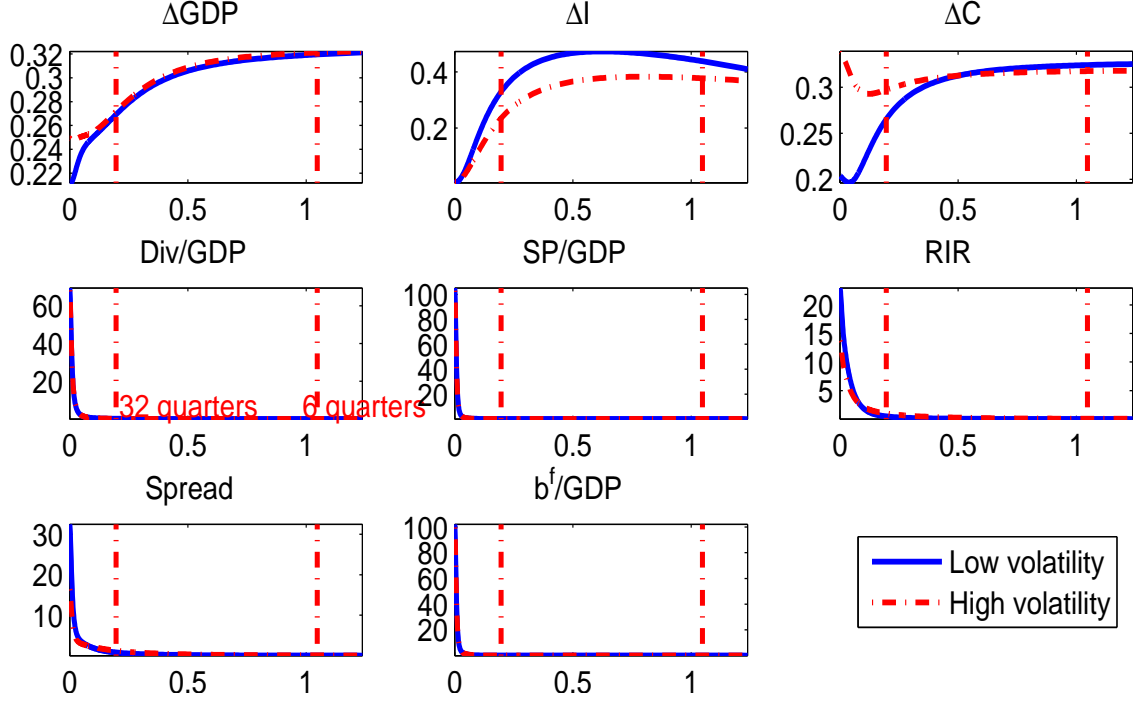 ΔGDP ΔI ΔC
0.32
0.3
0.28
0.26
0.24
0.22
0 0.5 1
0.4
0.2
0 0.5 1
0.3
0.25
0.2
0 0.5 1
Div/GDP SP/GDP RIR
60
40
20
32 quarters 6 quarters
0 0.5 1
100
80
60
40
20
0 0.5 1
20
15
10
5
0 0.5 1
Spread b^f/GDP
30
20
10
0 0.5 1
100
80
60
40
20
0 0.5 1
Low volatility
High volatility